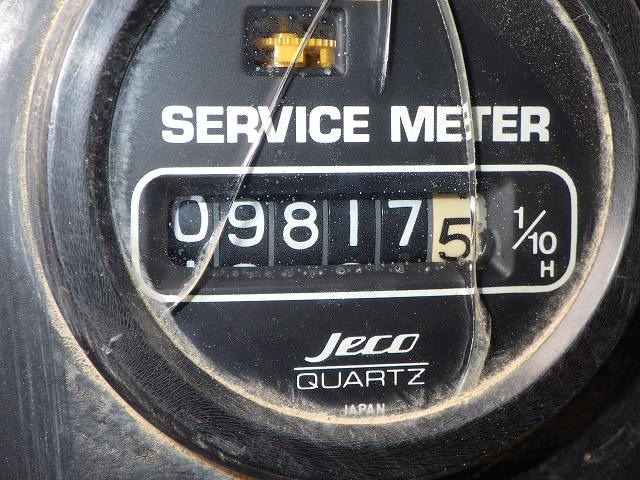 SERVICE METER
098175 1/10 H
Jeco
QUARTZ
JAPAN